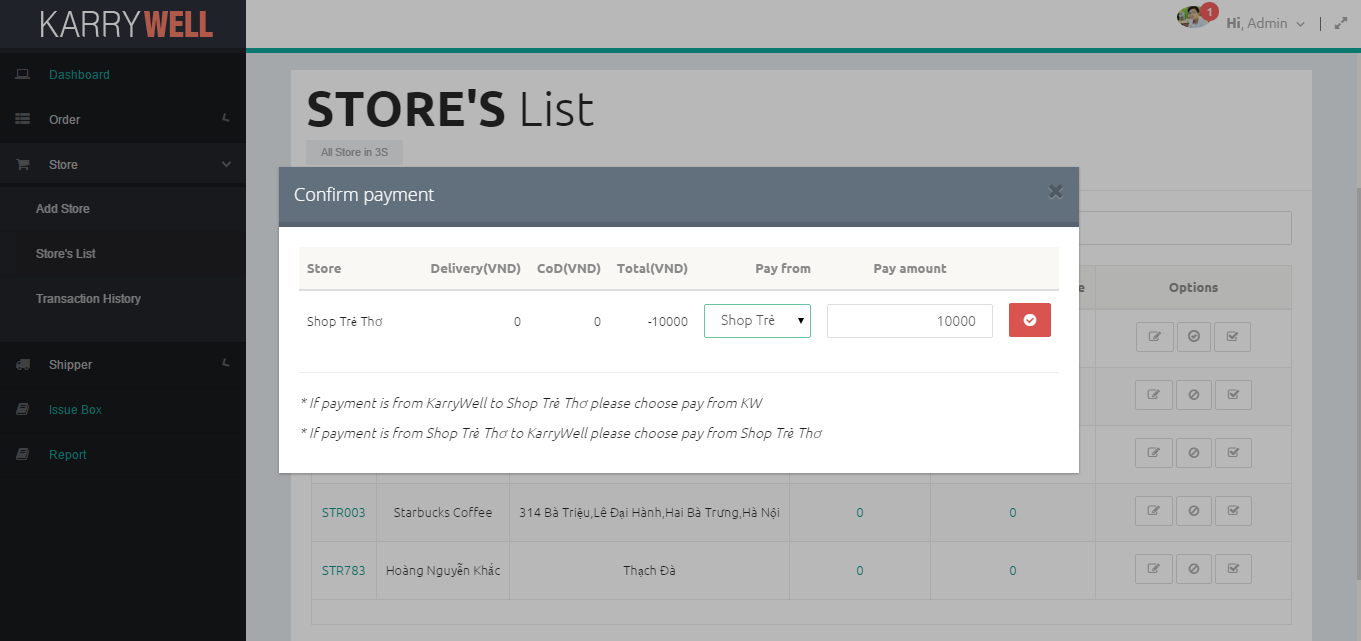 KARRYWELL
1
Hi, Admin
Dashboard
Order
Store
Add Store
Store's List
Transaction History
Shipper
Issue Box
Report
STORE'S List
All Store in 3S
Confirm payment
Store Delivery(VND) CoD(VND) Total(VND) Pay from Pay amount
Shop Trẻ Thơ 0 0 -10000 Shop Trẻ 10000
* If payment is from KarryWell to Shop Trẻ Thơ please choose pay from KW
* If payment is from Shop Trẻ Thơ to KarryWell please choose pay from Shop Trẻ Thơ
Options
STR003 Starbucks Coffee 314 Bà Triệu,Lê Đại Hành,Hai Bà Trưng,Hà Nội 0 0
STR783 Hoàng Nguyễn Khắc Thạch Đà 0 0